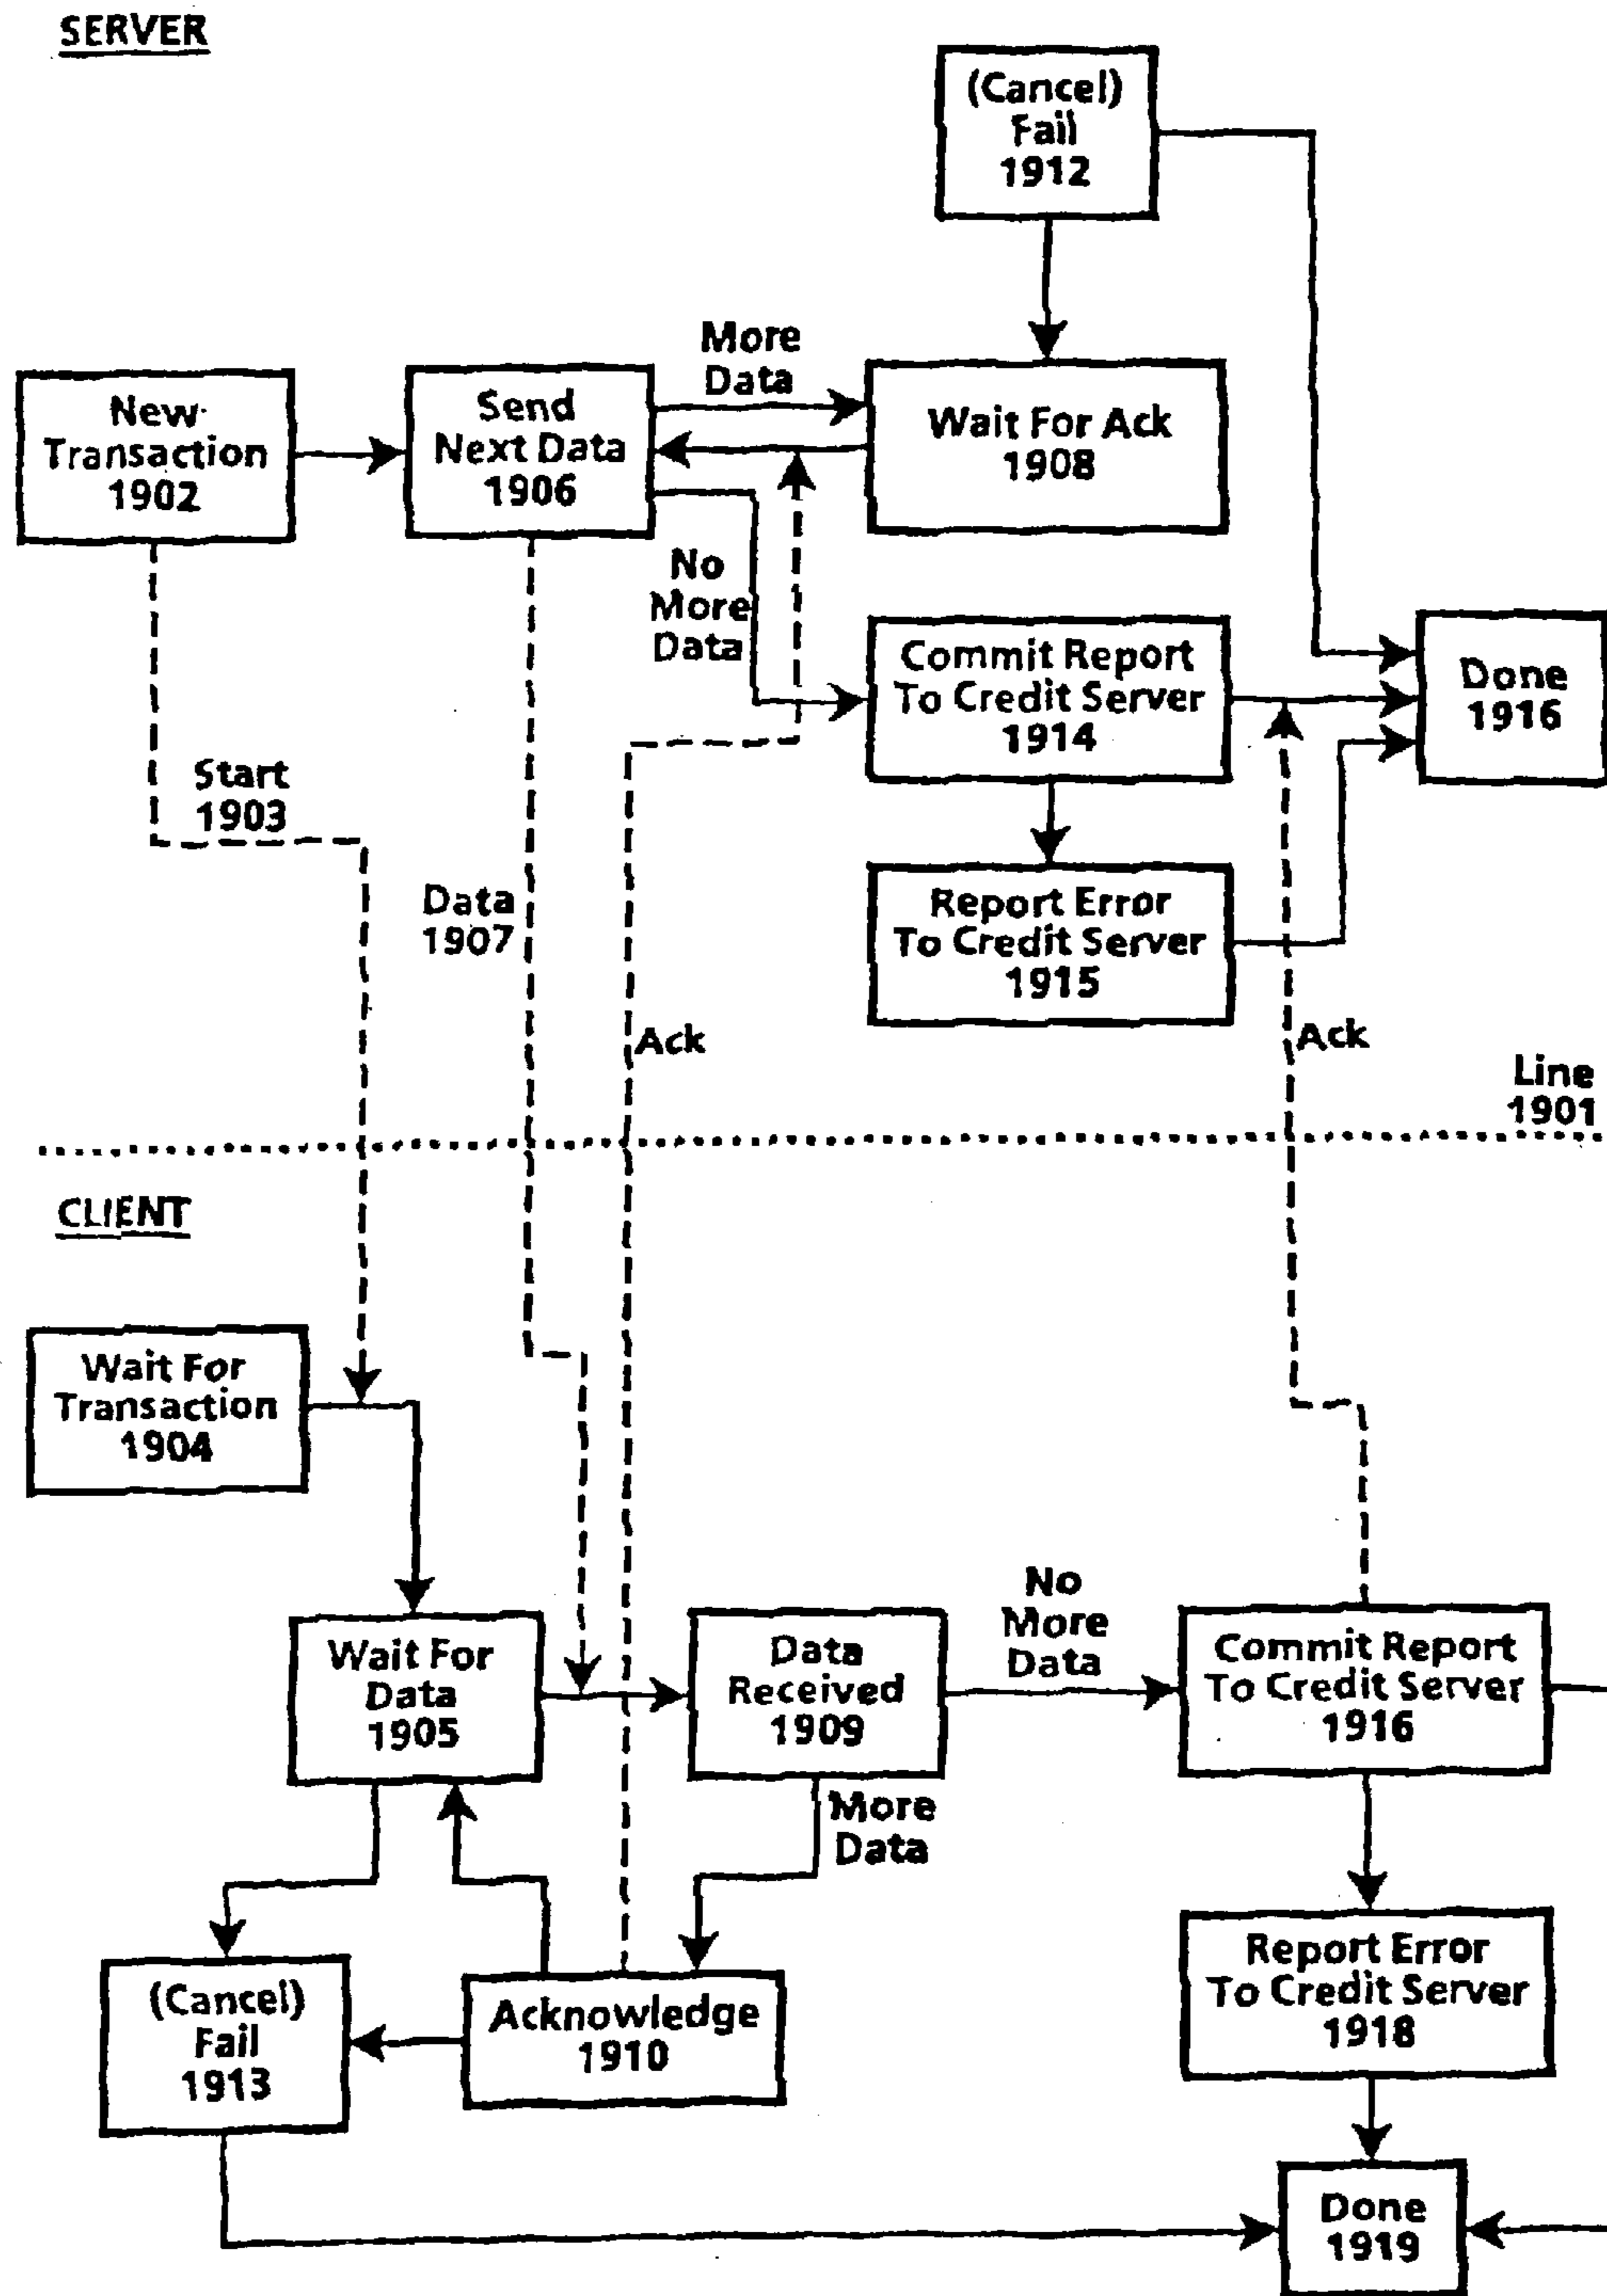 SERVER
(Cancel)
Fail
1912
More
Data
New
Transaction
1902
Send
Next Data
1906
Wait For Ack
1908
No
More
Data
Commit Report
To Credit Server
1914
Done
1916
Start
1903
Data
1907
Report Error
To Credit Server
1915
Ack
Ack
Line
1901
CLIENT
Wait For
Transaction
1904
Wait For
Data
1905
Data
Received
1909
No
More
Data
Commit Report
To Credit Server
1916
More
Data
(Cancel)
Fail
1913
Acknowledge
1910
Report Error
To Credit Server
1918
Done
1919